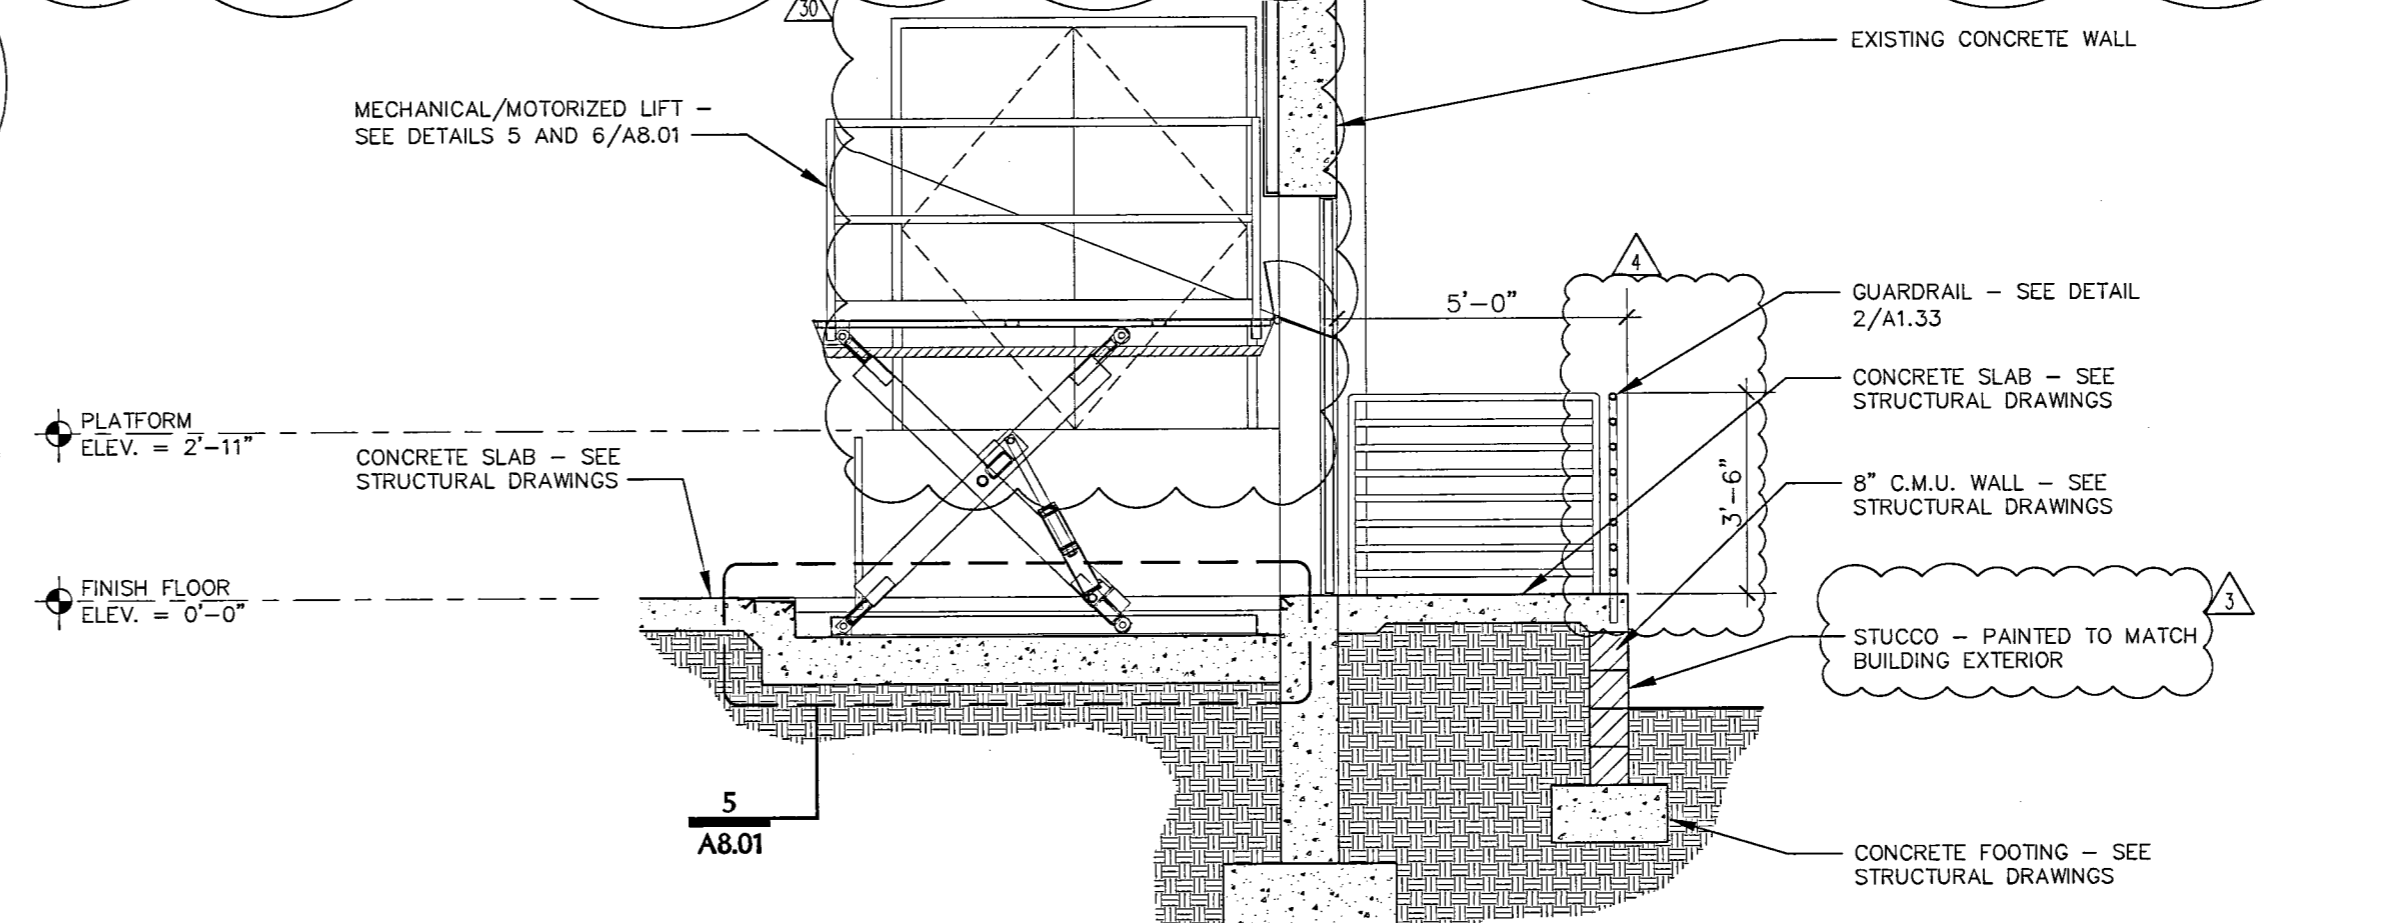 30
EXISTING CONCRETE WALL
MECHANICAL/MOTORIZED LIFT –
SEE DETAILS 5 AND 6/A8.01
4
5'–0"
GUARDRAIL – SEE DETAIL
2/A1.33
CONCRETE SLAB – SEE
STRUCTURAL DRAWINGS
PLATFORM
ELEV. = 2'–11"
CONCRETE SLAB – SEE
STRUCTURAL DRAWINGS
8" C.M.U. WALL – SEE
STRUCTURAL DRAWINGS
3'–6"
FINISH FLOOR
ELEV. = 0'–0"
3
STUCCO – PAINTED TO MATCH
BUILDING EXTERIOR
5
A8.01
CONCRETE FOOTING – SEE
STRUCTURAL DRAWINGS